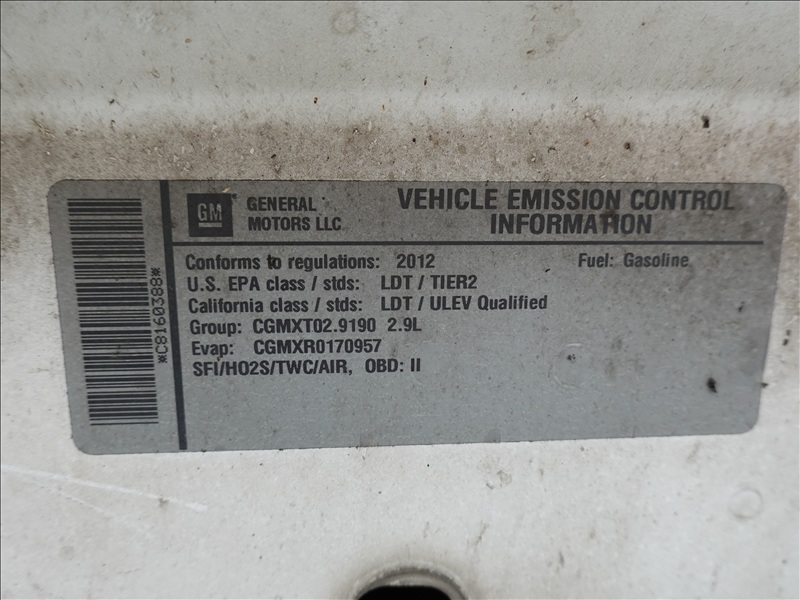 GM
GENERAL
MOTORS LLC
VEHICLE EMISSION CONTROL
INFORMATION
Conforms to regulations: 2012 Fuel: Gasoline
U.S. EPA class / stds: LDT / TIER2
California class / stds: LDT / ULEV Qualified
Group: CGMXT02.9190 2.9L
Evap: CGMXR0170957
SFI/HO2S/TWC/AIR, OBD: II
*C8160388*